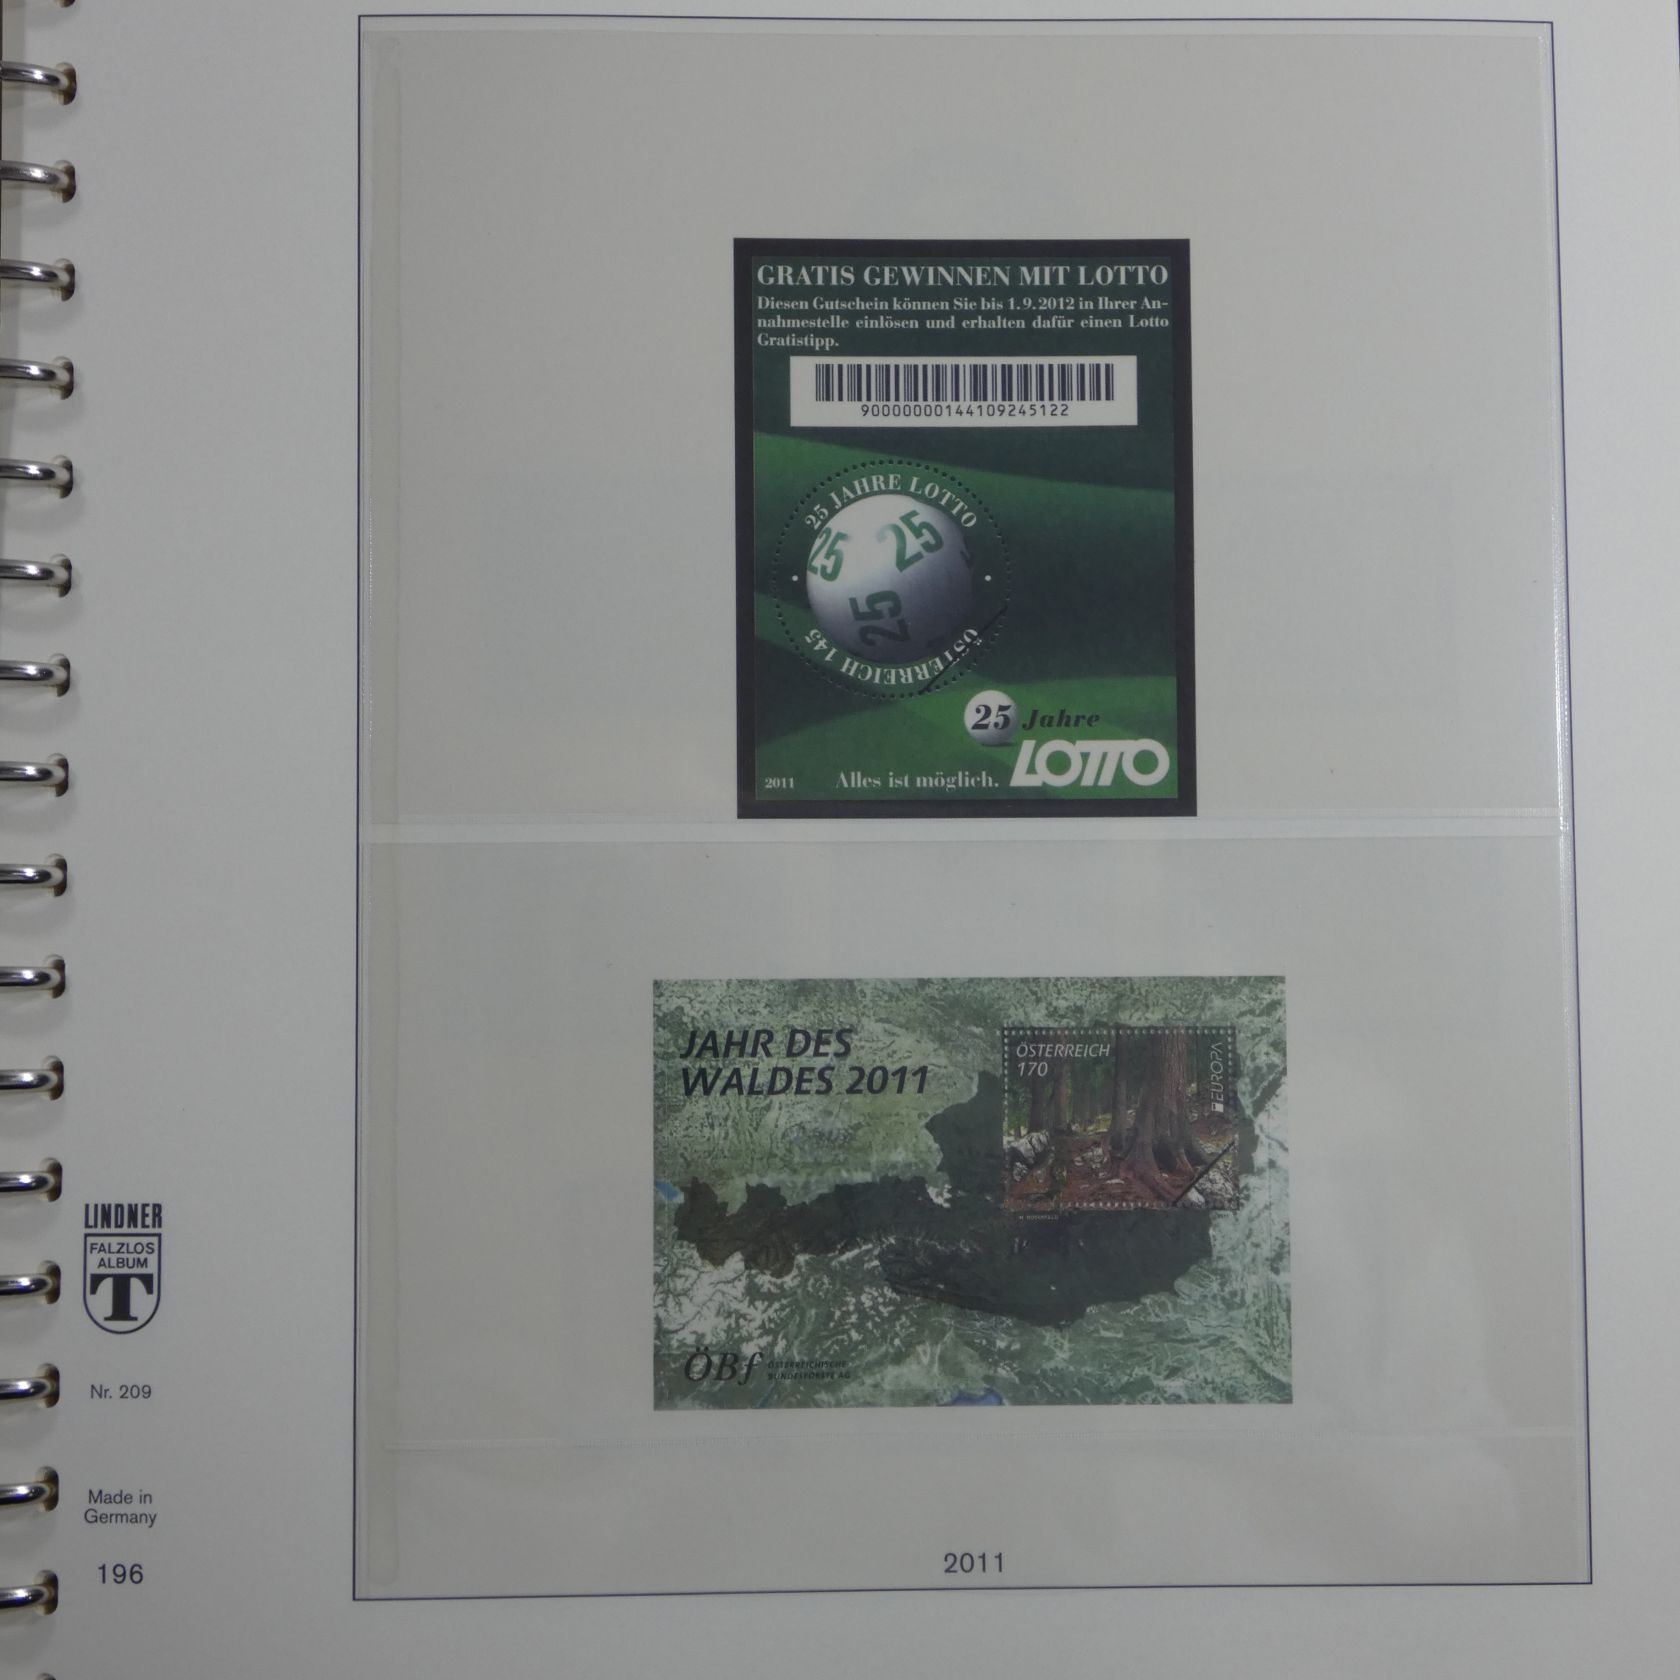 GRATIS GEWINNEN MIT LOTTO
Diesen Gutschein können Sie bis 1.9.2012 in Ihrer An-
nahmestelle einlösen und erhalten dafür einen Lotto
Gratistipp.
90000000144109245122
25 JAHRE LOTTO
25
25
25
ÖSTERREICH 145
25 Jahre
LOTTO
2011
Alles ist möglich.
JAHR DES
WALDES 2011
ÖSTERREICH
170
EUROPA
ÖBf
ÖSTERREICHISCHE
BUNDESFORSTE AG
LINDNER
FALZLOS
ALBUM
T
Nr. 209
Made in
Germany
196
2011